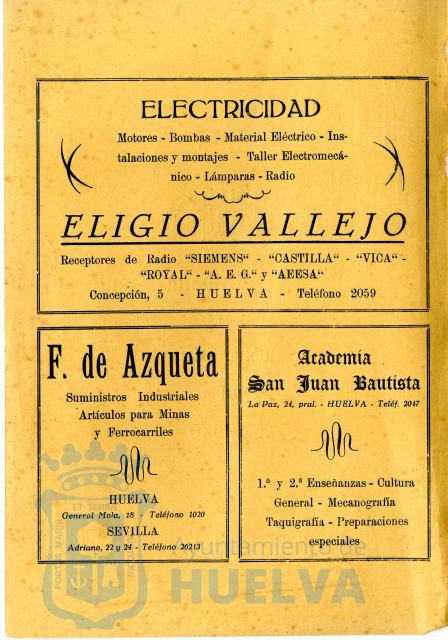 ELECTRICIDAD
Motores - Bombas - Material Eléctrico - Ins-
talaciones y montajes - Taller Electromecá-
nico - Lámparas - Radio
ELIGIO VALLEJO
Receptores de Radio "SIEMENS" - "CASTILLA" - "VICA" -
"ROYAL" - "A. E. G." y "AEESA"
Concepción, 5 - HUELVA - Teléfono 2059
F. de Azqueta
Suministros Industriales
Artículos para Minas
y Ferrocarriles
HUELVA
General Mola, 18 - Teléfono 1020
SEVILLA
Adriano, 22 y 24 - Teléfono 26213
Academia
San Juan Bautista
La Paz, 24, pral. - HUELVA - Teléf. 2047
1.ª y 2.ª Enseñanzas - Cultura
General - Mecanografía
Taquigrafía - Preparaciones
especiales
Ayuntamiento de
HUELVA